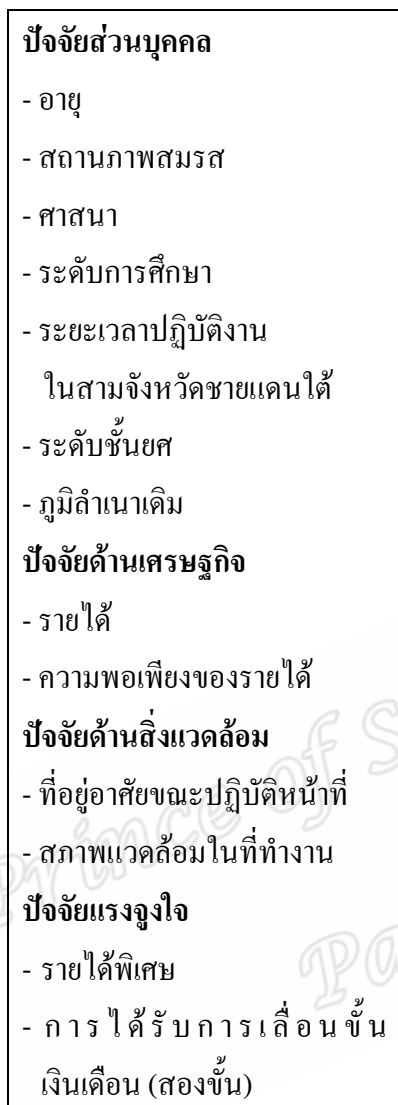 ปัจจัยส่วนบุคคล
- อายุ
- สถานภาพสมรส
- ศาสนา
- ระดับการศึกษา
- ระยะเวลาปฏิบัติงาน
ในสามจังหวัดชายแดนใต้
- ระดับชั้นยศ
- ภูมิลำเนาเดิม
ปัจจัยด้านเศรษฐกิจ
- รายได้
- ความพอเพียงของรายได้
ปัจจัยด้านสิ่งแวดล้อม
- ที่อยู่อาศัยขณะปฏิบัติหน้าที่
- สภาพแวดล้อมในที่ทำงาน
ปัจจัยแรงจูงใจ
- รายได้พิเศษ
- การได้รับการเลื่อนขั้น
เงินเดือน (สองขั้น)
Prince of S
Pa